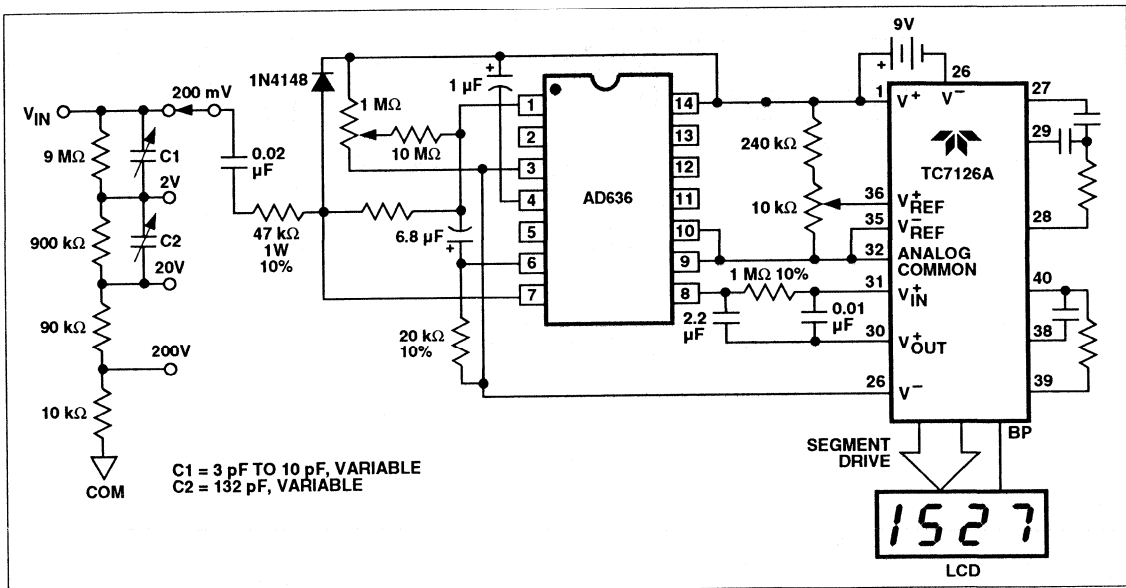 9V
1N4148
1 µF
26
27
200 mV
1
14
1
V+
V−
VIN
1 MΩ
2
13
240 kΩ
29
9 MΩ
C1
0.02
µF
10 MΩ
3
12
TC7126A
2V
4
AD636
11
10 kΩ
36
V+REF
35
V−REF
28
900 kΩ
C2
47 kΩ
1W
10%
6.8 µF
5
10
32
ANALOG
COMMON
20V
6
9
1 MΩ 10%
31
V+IN
40
7
8
2.2
µF
0.01
µF
30
V+OUT
38
90 kΩ
20 kΩ
10%
200V
26
V−
39
10 kΩ
BP
SEGMENT
DRIVE
COM
C1 = 3 pF TO 10 pF, VARIABLE
C2 = 132 pF, VARIABLE
1527
LCD